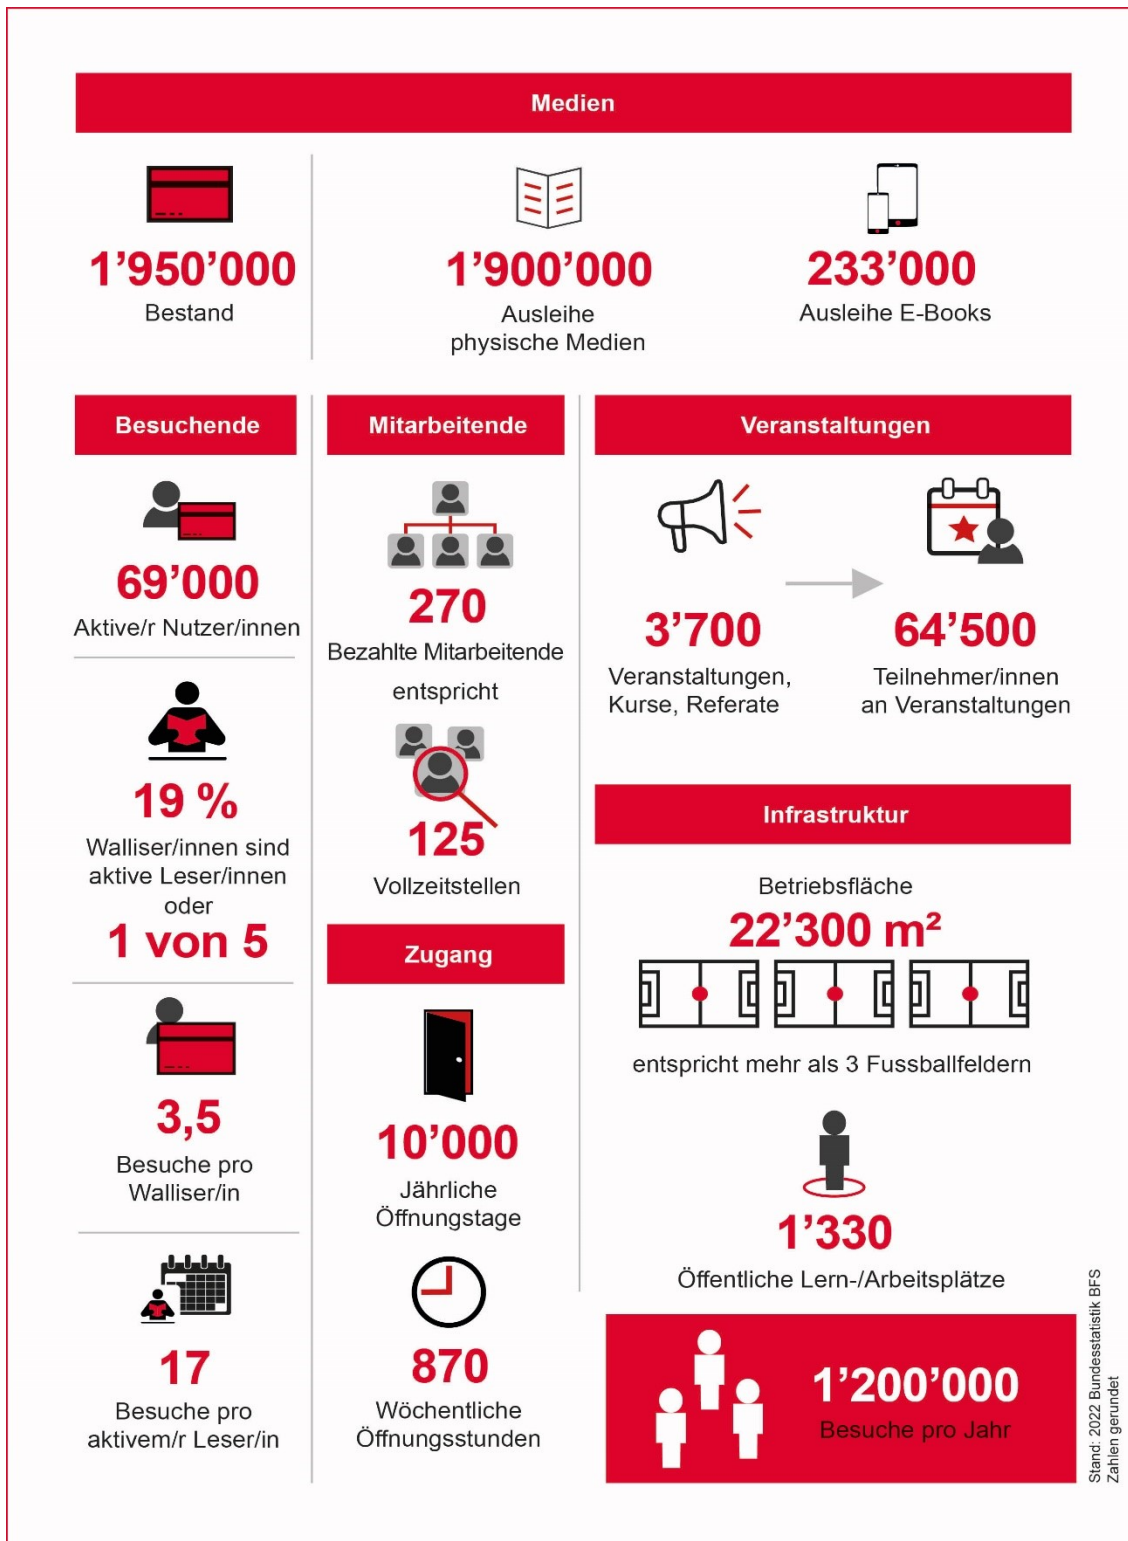 Medien
1’950’000
Bestand
1’900’000
Ausleihe
physische Medien
233’000
Ausleihe E-Books
Besuchende
69’000
Aktive/r Nutzer/innen
19 %
Walliser/innen sind
aktive Leser/innen
oder
1 von 5
3,5
Besuche pro
Walliser/in
17
Besuche pro
aktivem/r Leser/in
Mitarbeitende
270
Bezahlte Mitarbeitende
entspricht
125
Vollzeitstellen
Zugang
10’000
Jährliche
Öffnungstage
870
Wöchentliche
Öffnungsstunden
Veranstaltungen
3’700
Veranstaltungen,
Kurse, Referate
64’500
Teilnehmer/innen
an Veranstaltungen
Infrastruktur
Betriebsfläche
22’300 m²
entspricht mehr als 3 Fussballfeldern
1’330
Öffentliche Lern-/Arbeitsplätze
1’200’000
Besuche pro Jahr
Stand: 2022 Bundesstatistik BFS
Zahlen gerundet